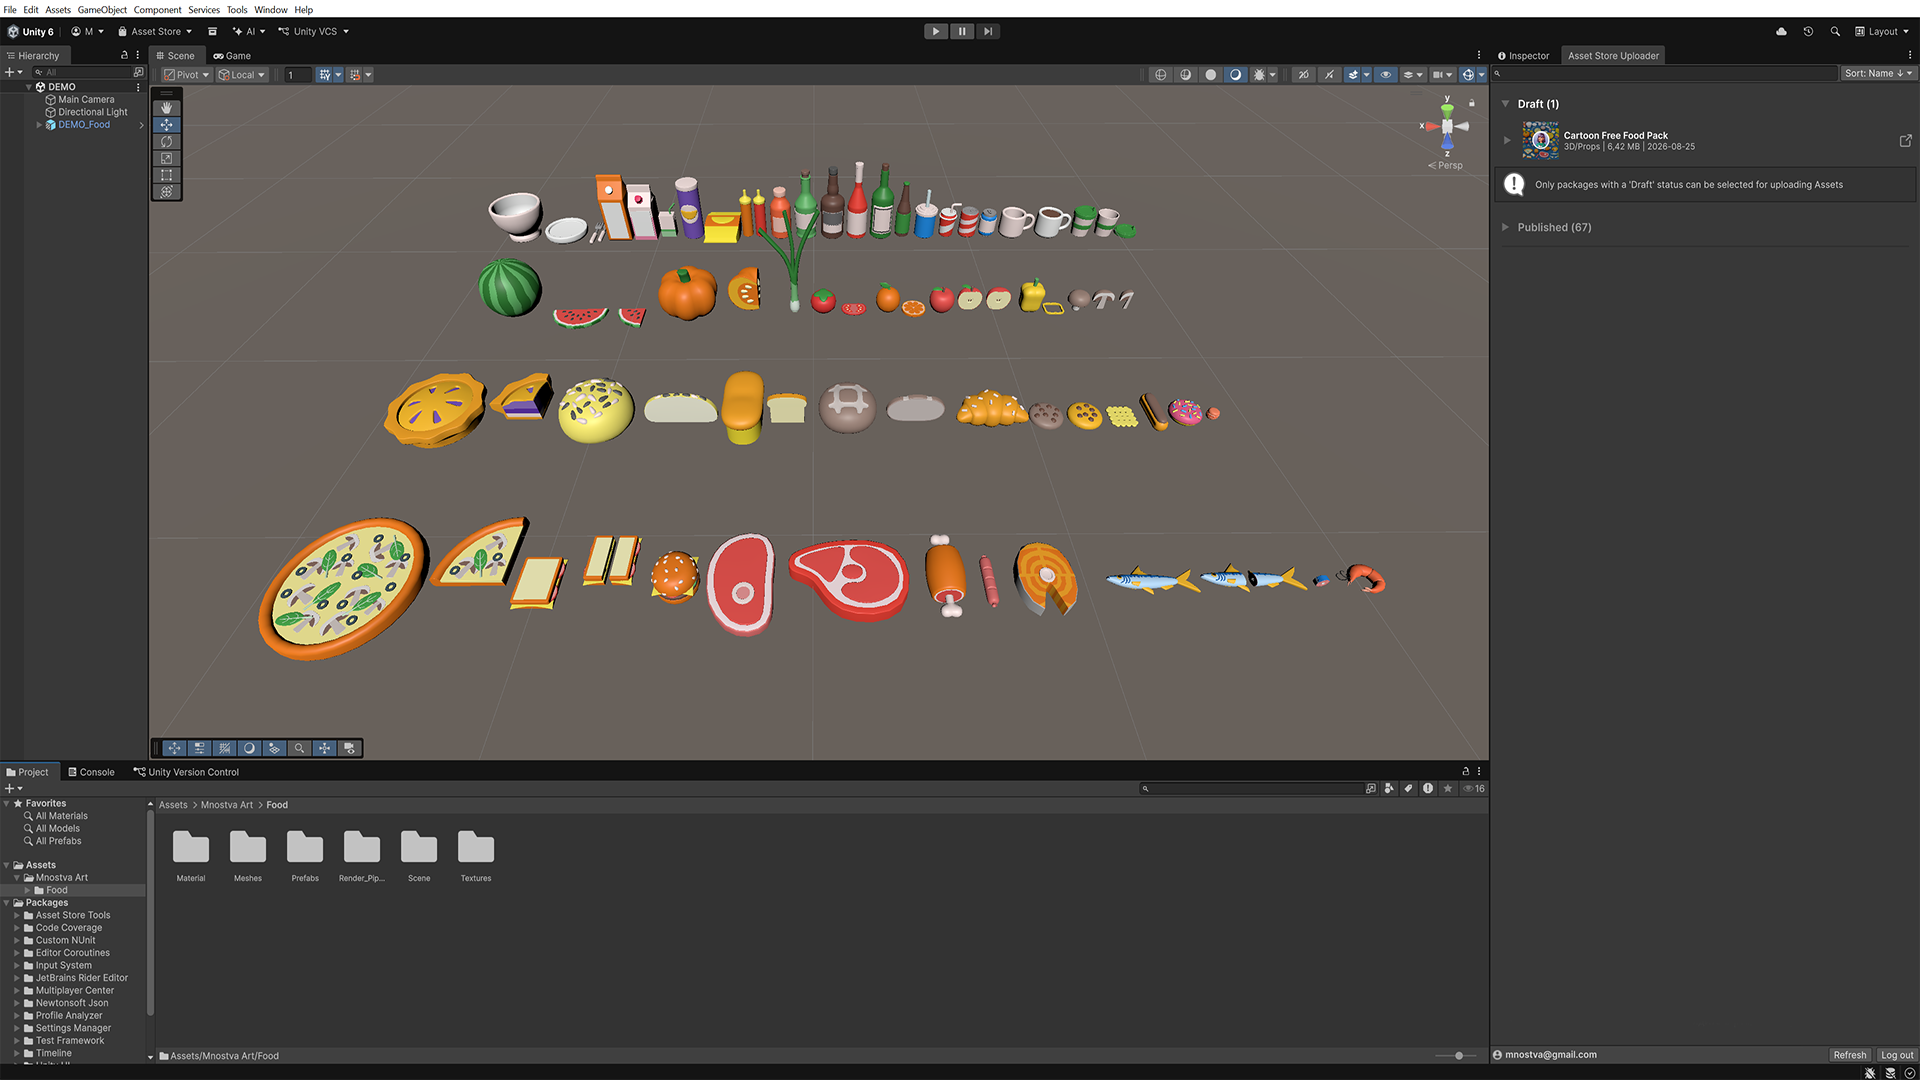 File Edit Assets GameObject Component Services Tools Window Help
Unity 6 M Asset Store AI Unity VCS Layout
Hierarchy Scene Game Inspector Asset Store Uploader
All Pivot Local 1 2D Sort: Name ↓
DEMO
Main Camera
Directional Light
DEMO_Food
y
x
z
Persp
Draft (1)
Cartoon Free Food Pack
3D/Props | 6,42 MB | 2026-08-25
Only packages with a 'Draft' status can be selected for uploading Assets
Published (67)
Project Console Unity Version Control
16
Favorites
All Materials
All Models
All Prefabs
Assets
Mnostva Art
Food
Packages
Asset Store Tools
Code Coverage
Custom NUnit
Editor Coroutines
Input System
JetBrains Rider Editor
Multiplayer Center
Newtonsoft Json
Profile Analyzer
Settings Manager
Test Framework
Timeline
Assets > Mnostva Art > Food
Material Meshes Prefabs Render_Pip... Scene Textures
Assets/Mnostva Art/Food
mnostva@gmail.com Refresh Log out